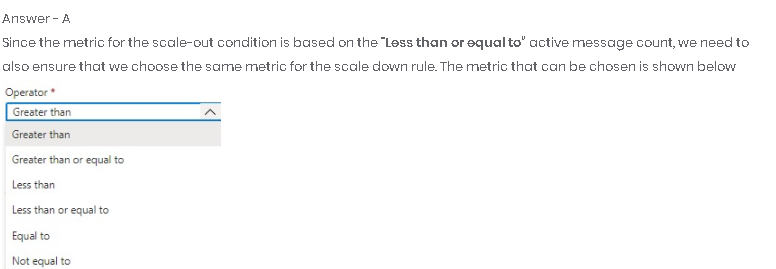 Answer - A
Since the metric for the scale-out condition is based on the "Less than or equal to" active message count, we need to
also ensure that we choose the same metric for the scale down rule. The metric that can be chosen is shown below
Operator *
Greater than
Greater than
Greater than or equal to
Less than
Less than or equal to
Equal to
Not equal to